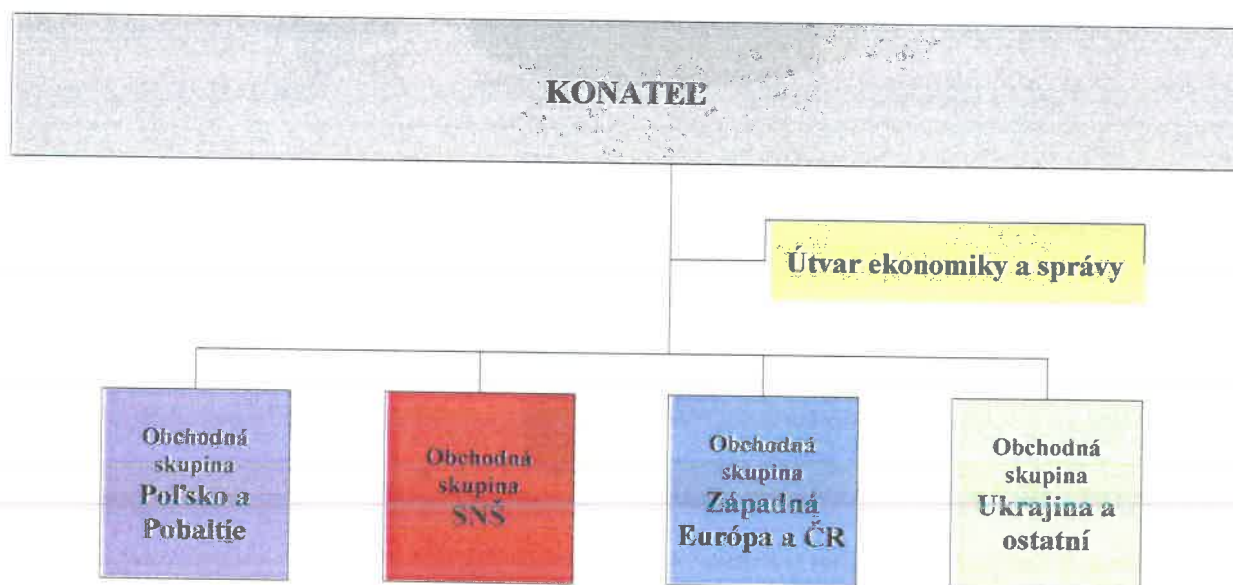 KONATEĽ
Útvar ekonomiky a správy
Obchodná
skupina
Poľsko a
Pobaltie
Obchodná
skupina
SNŠ
Obchodná
skupina
Západná
Európa a ČR
Obchodná
skupina
Ukrajina a
ostatní